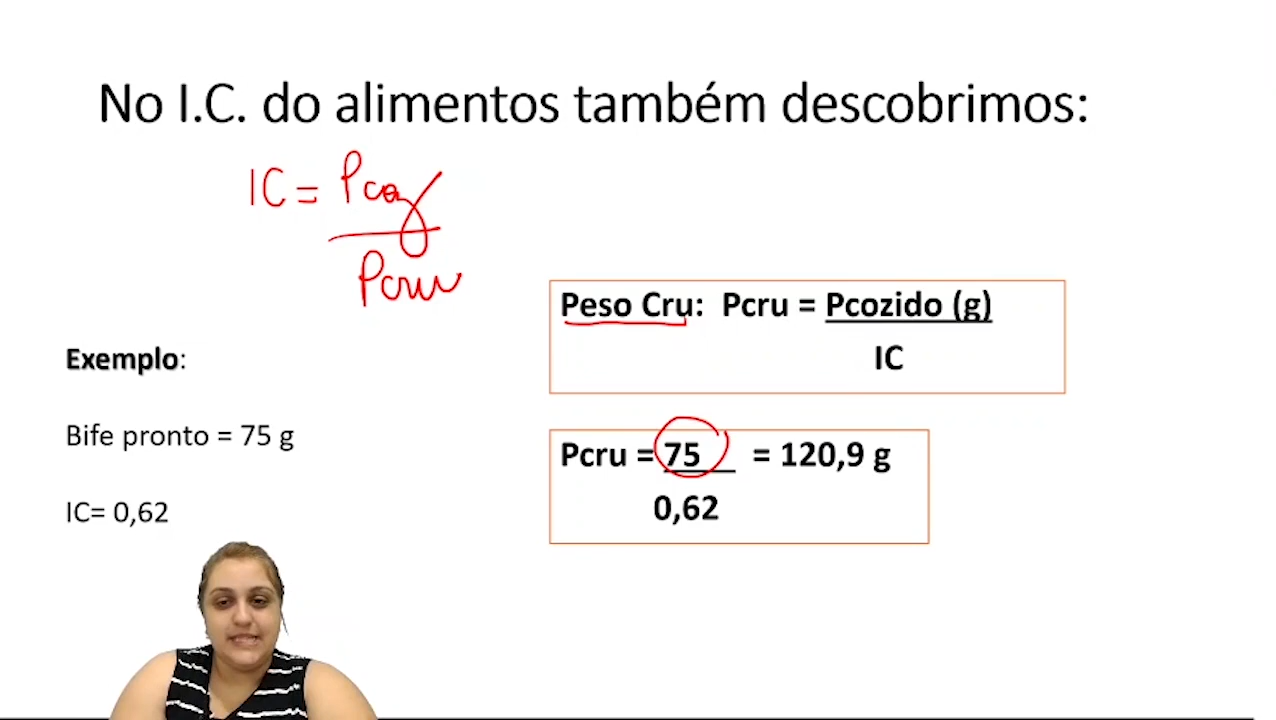 No I.C. do alimentos também descobrimos:
IC = Pcoz
Pcru
Peso Cru: Pcru = Pcozido (g)
IC
Exemplo:
Bife pronto = 75 g
IC= 0,62
Pcru = 75 = 120,9 g
0,62